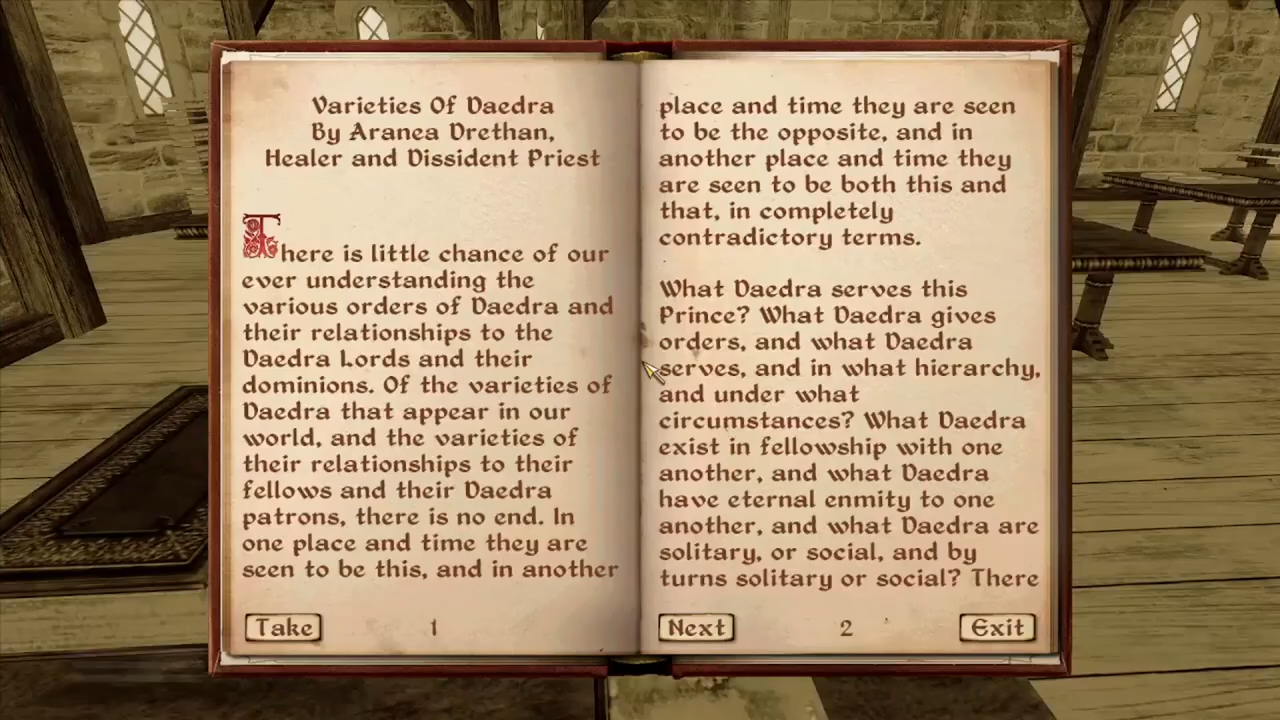 Varieties Of Daedra
By Aranea Drethan,
Healer and Dissident Priest
There is little chance of our
ever understanding the
various orders of Daedra and
their relationships to the
Daedra Lords and their
dominions. Of the varieties of
Daedra that appear in our
world, and the varieties of
their relationships to their
fellows and their Daedra
patrons, there is no end. In
one place and time they are
seen to be this, and in another
Take
1
place and time they are seen
to be the opposite, and in
another place and time they
are seen to be both this and
that, in completely
contradictory terms.
What Daedra serves this
Prince? What Daedra gives
orders, and what Daedra
serves, and in what hierarchy,
and under what
circumstances? What Daedra
exist in fellowship with one
another, and what Daedra
have eternal enmity to one
another, and what Daedra are
solitary, or social, and by
turns solitary or social? There
Next
2
Exit